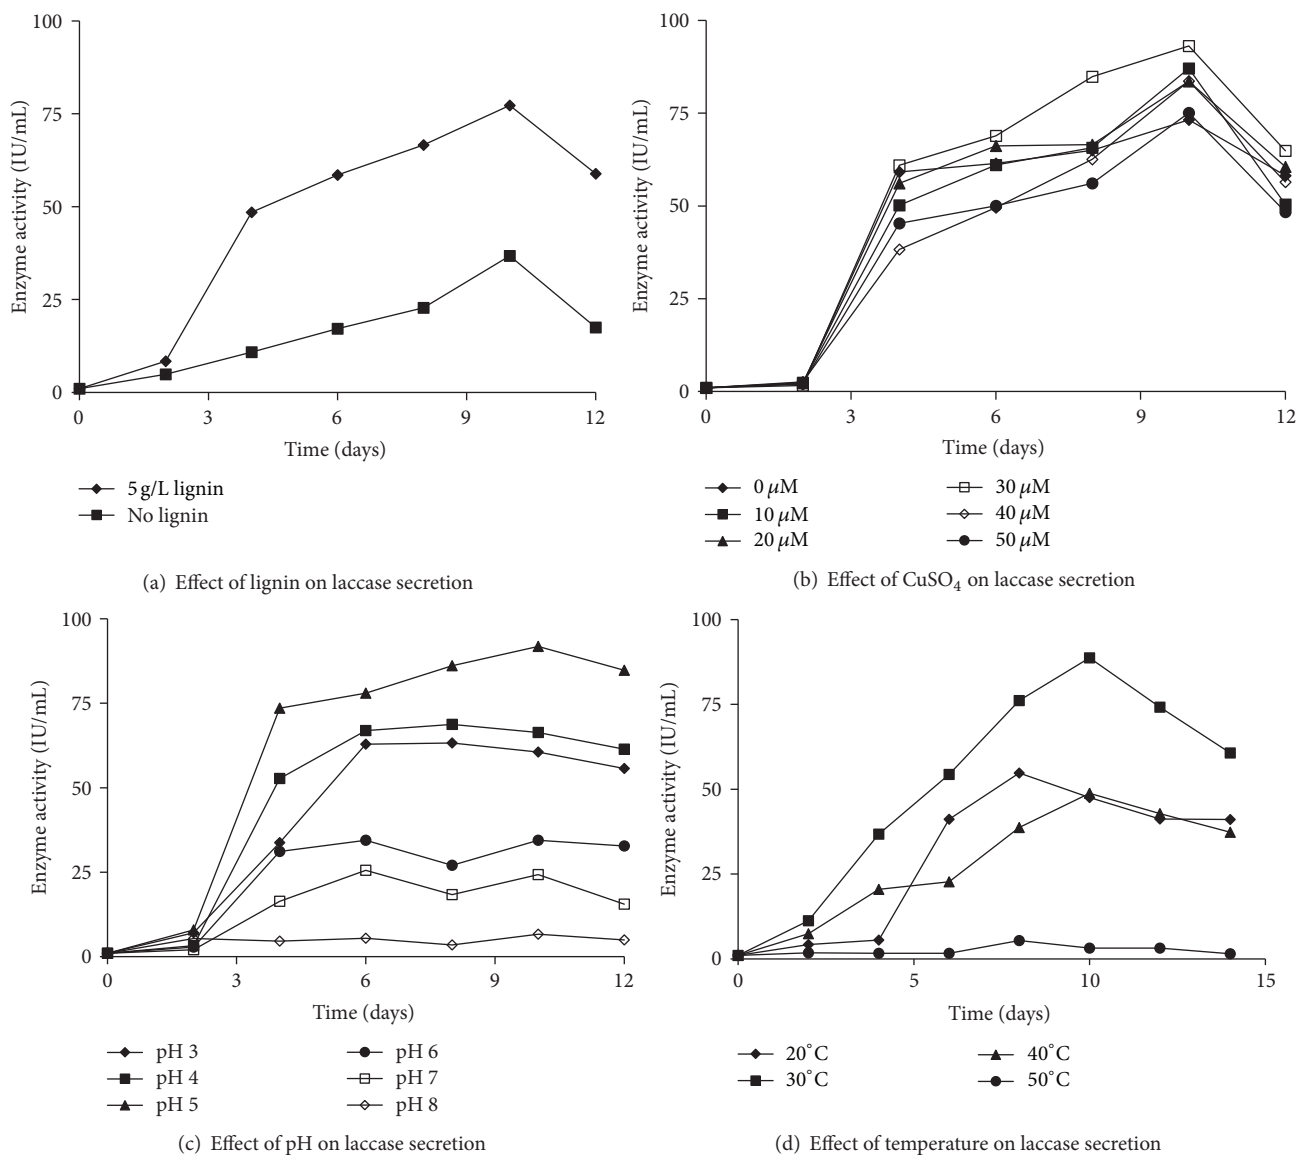 100
75
50
25
0
Enzyme activity (IU/mL)
0 3 6 9 12
Time (days)
5 g/L lignin
No lignin
(a) Effect of lignin on laccase secretion
100
75
50
25
0
Enzyme activity (IU/mL)
0 3 6 9 12
Time (days)
0 μM
10 μM
20 μM
30 μM
40 μM
50 μM
(b) Effect of CuSO₄ on laccase secretion
100
75
50
25
0
Enzyme activity (IU/mL)
0 3 6 9 12
Time (days)
pH 3
pH 4
pH 5
pH 6
pH 7
pH 8
(c) Effect of pH on laccase secretion
100
75
50
25
0
Enzyme activity (IU/mL)
0 5 10 15
Time (days)
20°C
30°C
40°C
50°C
(d) Effect of temperature on laccase secretion